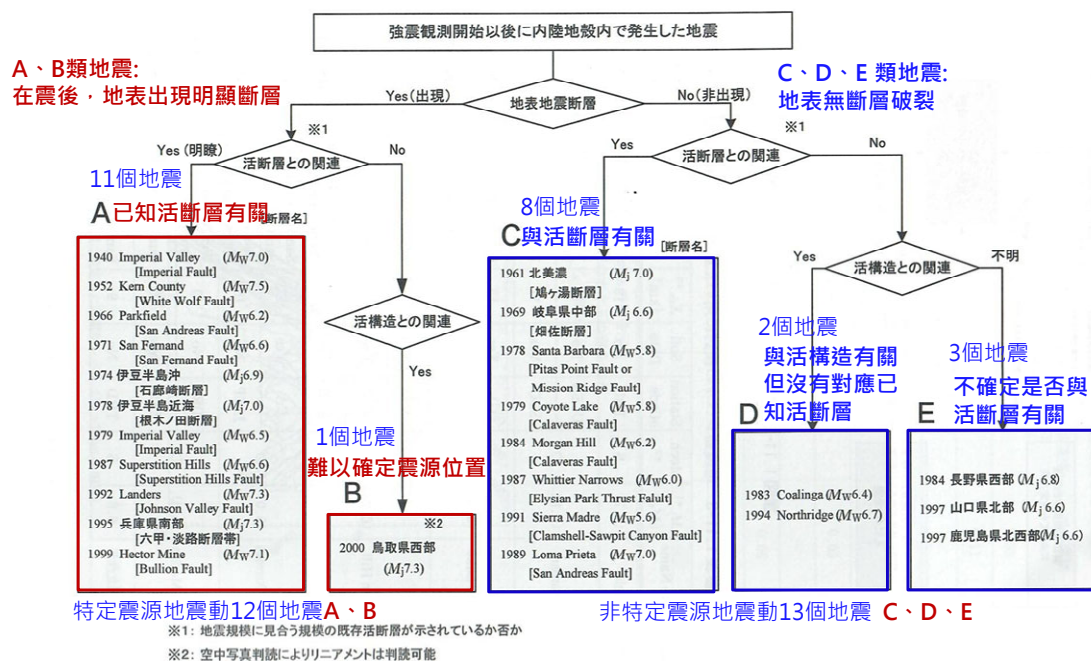 強震観測開始以後に内陸地殻内で発生した地震
A、B類地震:
在震後，地表出現明顯斷層
C、D、E 類地震:
地表無斷層破裂
Yes(出現)
地表地震断層
No(非出現)
※1
※1
Yes (明瞭)
活断層との関連
No
Yes
活断層との関連
No
11個地震
A已知活斷層有關
[断層名]
1940 Imperial Valley (MW7.0)
[Imperial Fault]
1952 Kern County (MW7.5)
[White Wolf Fault]
1966 Parkfield (MW6.2)
[San Andreas Fault]
1971 San Fernand (MW6.6)
[San Fernand Fault]
1974 伊豆半島沖 (Mj6.9)
[石廊崎断層]
1978 伊豆半島近海 (Mj7.0)
[根木ノ田断層]
1979 Imperial Valley (MW6.5)
[Imperial Fault]
1987 Superstition Hills (MW6.6)
[Superstition Hills Fault]
1992 Landers (MW7.3)
[Johnson Valley Fault]
1995 兵庫県南部 (Mj7.3)
[六甲・淡路断層帯]
1999 Hector Mine (MW7.1)
[Bullion Fault]
活構造との関連
Yes
1個地震
難以確定震源位置
B
※2
2000 鳥取県西部
(Mj7.3)
8個地震
C與活斷層有關
[断層名]
1961 北美濃 (Mj 7.0)
[鳩ヶ湯断層]
1969 岐阜県中部 (Mj 6.6)
[畑佐断層]
1978 Santa Barbara (MW5.8)
[Pitas Point Fault or
Mission Ridge Fault]
1979 Coyote Lake (MW5.8)
[Calaveras Fault]
1984 Morgan Hill (MW6.2)
[Calaveras Fault]
1987 Whittier Narrows (MW6.0)
[Elysian Park Thrust Falult]
1991 Sierra Madre (MW5.6)
[Clamshell-Sawpit Canyon Fault]
1989 Loma Prieta (MW7.0)
[San Andreas Fault]
Yes
活構造との関連
不明
2個地震
與活構造有關
但沒有對應已
知活斷層
D
1983 Coalinga (MW6.4)
1994 Northridge (MW6.7)
3個地震
不確定是否與
活斷層有關
E
1984 長野県西部 (Mj 6.8)
1997 山口県北部 (Mj 6.6)
1997 鹿児島県北西部(Mj 6.6)
特定震源地震動12個地震A、B
非特定震源地震動13個地震 C、D、E
※1: 地震規模に見合う規模の既存活断層が示されているか否か
※2: 空中写真判読によりリニアメントは判読可能